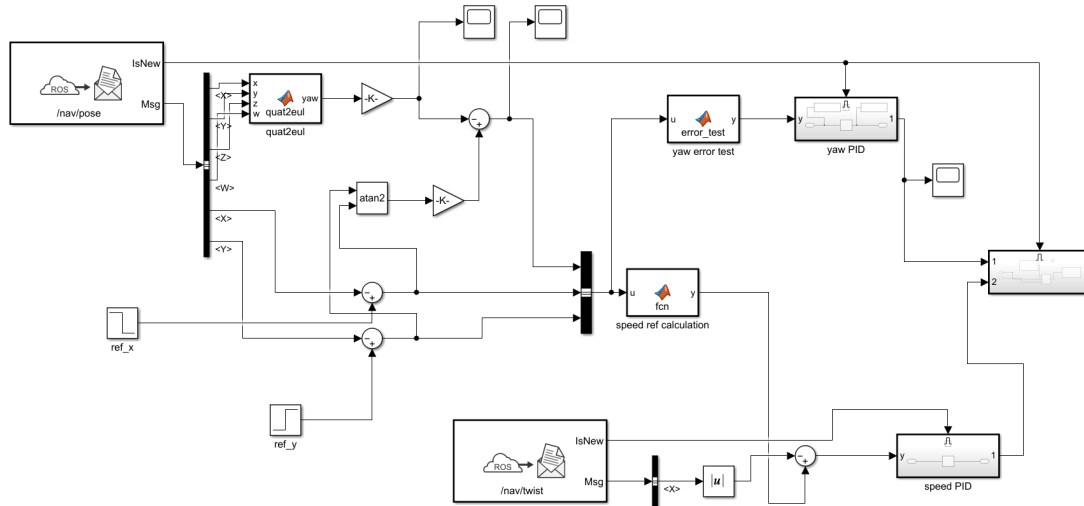 IsNew
ROS
Msg
/nav/pose
<X>
<Y>
<Z>
<W>
<X>
<Y>
x
y
z
w
quat2eul
yaw
quat2eul
-K-
atan2
-K-
-
+
-
+
ref_x
-
+
ref_y
u
error_test
y
yaw error test
y
1
yaw PID
u
fcn
y
speed ref calculation
1
2
IsNew
ROS
Msg
/nav/twist
<X>
|u|
-
+
y
1
speed PID